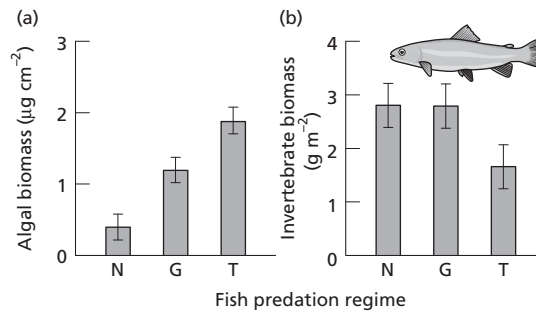 (a)
Algal biomass (μg cm⁻²)
3
2
1
0
N G T
(b)
Invertebrate biomass
(g m⁻²)
4
3
2
1
0
N G T
Fish predation regime